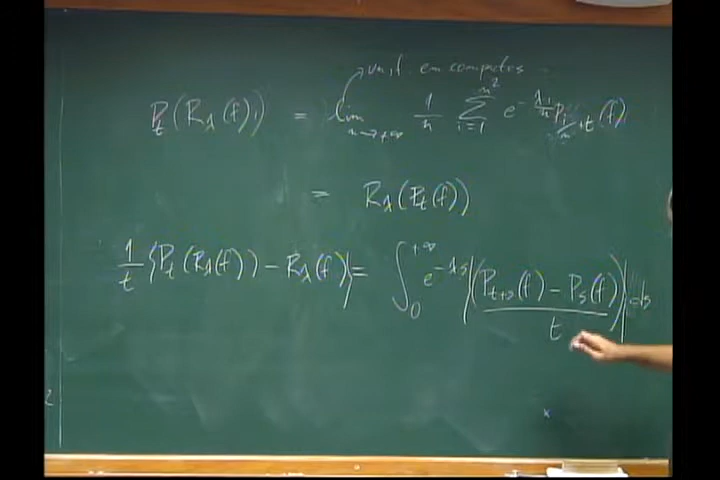 unif. em compactos
P_t(R_λ(f)) = lim_{n→+∞} 1/n Σ_{i=1}^{n²} e^{-λi/n} P_{i/n+t}(f)
= R_λ(P_t(f))
1/t {P_t(R_λ(f)) - R_λ(f)| = ∫_0^{+∞} e^{-λs} |(P_{t+s}(f) - P_s(f))/t| ds
2